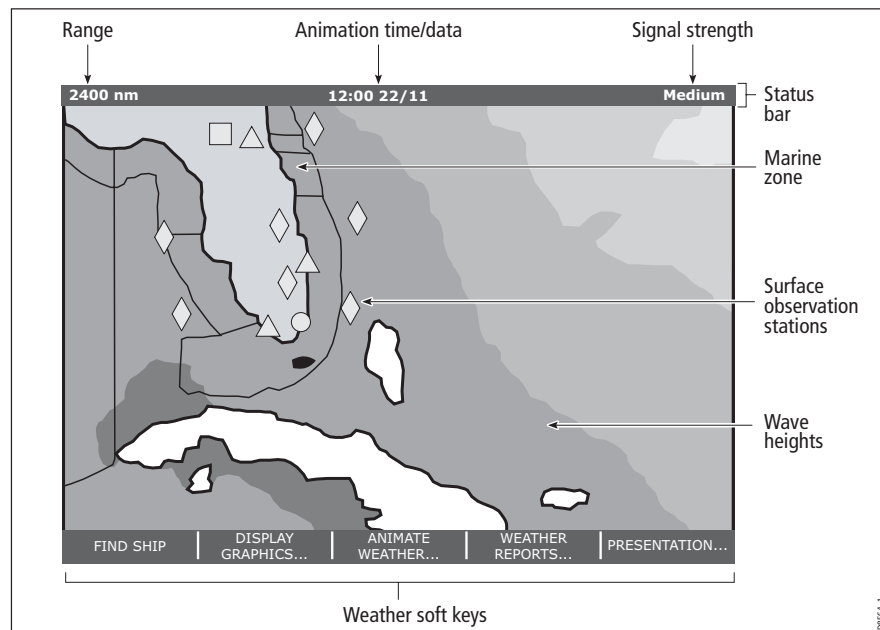 Range
Animation time/data
Signal strength
2400 nm
12:00 22/11
Medium
Status
bar
Marine
zone
Surface
observation
stations
Wave
heights
FIND SHIP
DISPLAY
GRAPHICS...
ANIMATE
WEATHER...
WEATHER
REPORTS...
PRESENTATION...
Weather soft keys